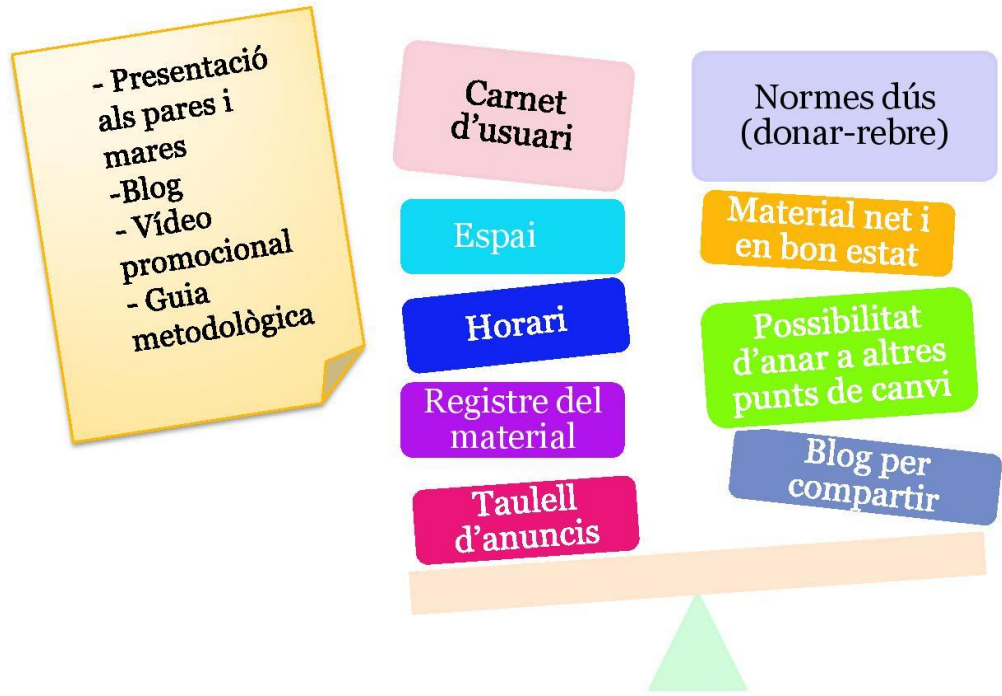 - Presentació
als pares i
mares
-Blog
- Vídeo
promocional
- Guia
metodològica
Carnet
d'usuari
Espai
Horari
Registre del
material
Taulell
d'anuncis
Normes dús
(donar-rebre)
Material net i
en bon estat
Possibilitat
d'anar a altres
punts de canvi
Blog per
compartir